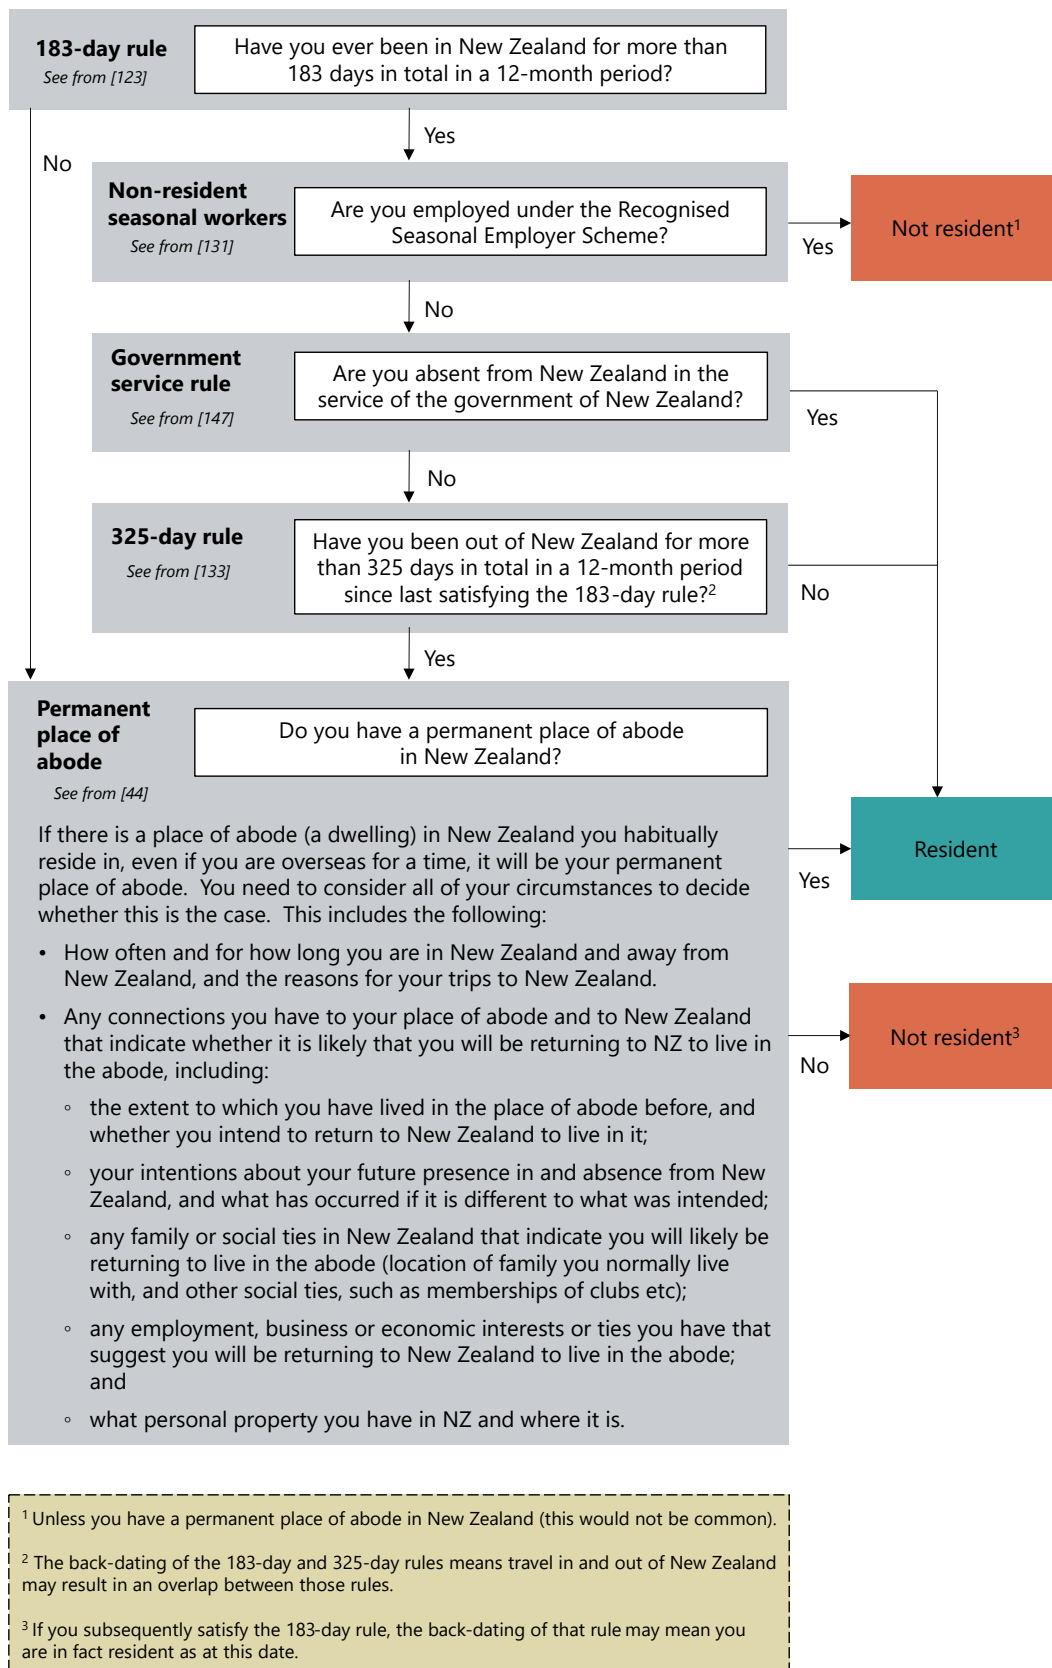 183-day rule
See from [123]
Have you ever been in New Zealand for more than
183 days in total in a 12-month period?
Yes
No
Non-resident
seasonal workers
See from [131]
Are you employed under the Recognised
Seasonal Employer Scheme?
Yes
Not resident¹
No
Government
service rule
See from [147]
Are you absent from New Zealand in the
service of the government of New Zealand?
Yes
No
325-day rule
See from [133]
Have you been out of New Zealand for more
than 325 days in total in a 12-month period
since last satisfying the 183-day rule?²
No
Yes
Permanent
place of
abode
See from [44]
Do you have a permanent place of abode
in New Zealand?
If there is a place of abode (a dwelling) in New Zealand you habitually
reside in, even if you are overseas for a time, it will be your permanent
place of abode. You need to consider all of your circumstances to decide
whether this is the case. This includes the following:
• How often and for how long you are in New Zealand and away from
New Zealand, and the reasons for your trips to New Zealand.
• Any connections you have to your place of abode and to New Zealand
that indicate whether it is likely that you will be returning to NZ to live in
the abode, including:
◦ the extent to which you have lived in the place of abode before, and
whether you intend to return to New Zealand to live in it;
◦ your intentions about your future presence in and absence from New
Zealand, and what has occurred if it is different to what was intended;
◦ any family or social ties in New Zealand that indicate you will likely be
returning to live in the abode (location of family you normally live
with, and other social ties, such as memberships of clubs etc);
◦ any employment, business or economic interests or ties you have that
suggest you will be returning to New Zealand to live in the abode;
and
◦ what personal property you have in NZ and where it is.
Yes
Resident
No
Not resident³
¹ Unless you have a permanent place of abode in New Zealand (this would not be common).
² The back-dating of the 183-day and 325-day rules means travel in and out of New Zealand
may result in an overlap between those rules.
³ If you subsequently satisfy the 183-day rule, the back-dating of that rule may mean you
are in fact resident as at this date.